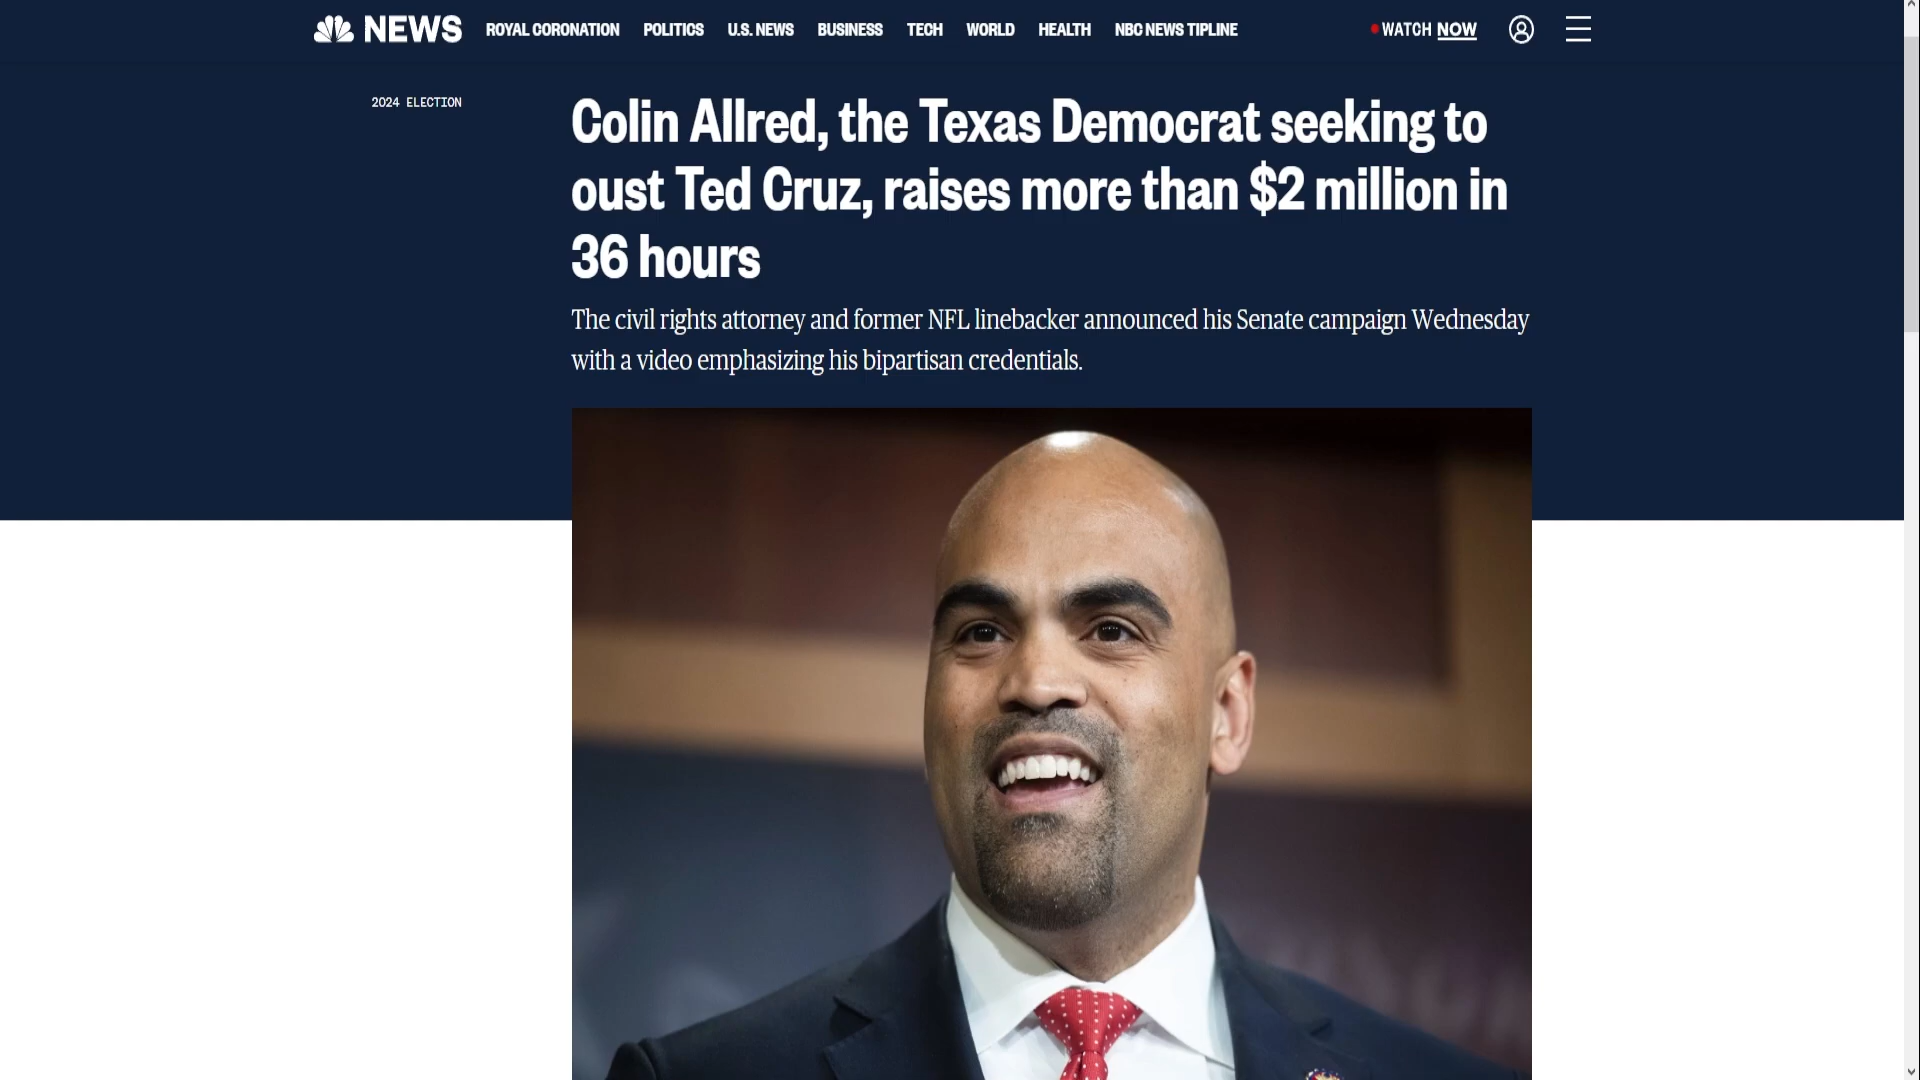 NEWS ROYAL CORONATION POLITICS U.S. NEWS BUSINESS TECH WORLD HEALTH NBC NEWS TIPLINE WATCH NOW
2024 ELECTION
Colin Allred, the Texas Democrat seeking to
oust Ted Cruz, raises more than $2 million in
36 hours
The civil rights attorney and former NFL linebacker announced his Senate campaign Wednesday
with a video emphasizing his bipartisan credentials.